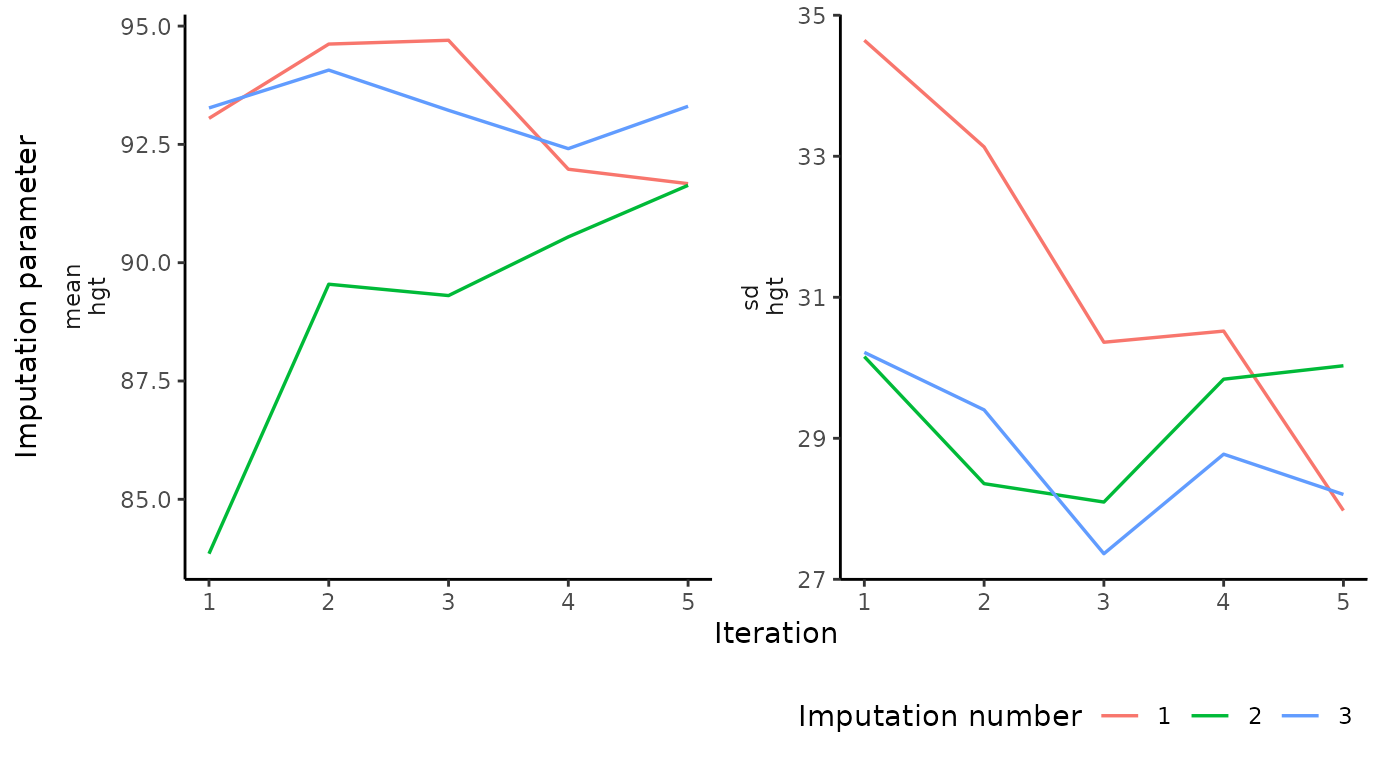 Imputation parameter
mean
hgt
95.0
92.5
90.0
87.5
85.0
1 2 3 4 5
sd
hgt
35
33
31
29
27
1 2 3 4 5
Iteration
Imputation number 1 2 3